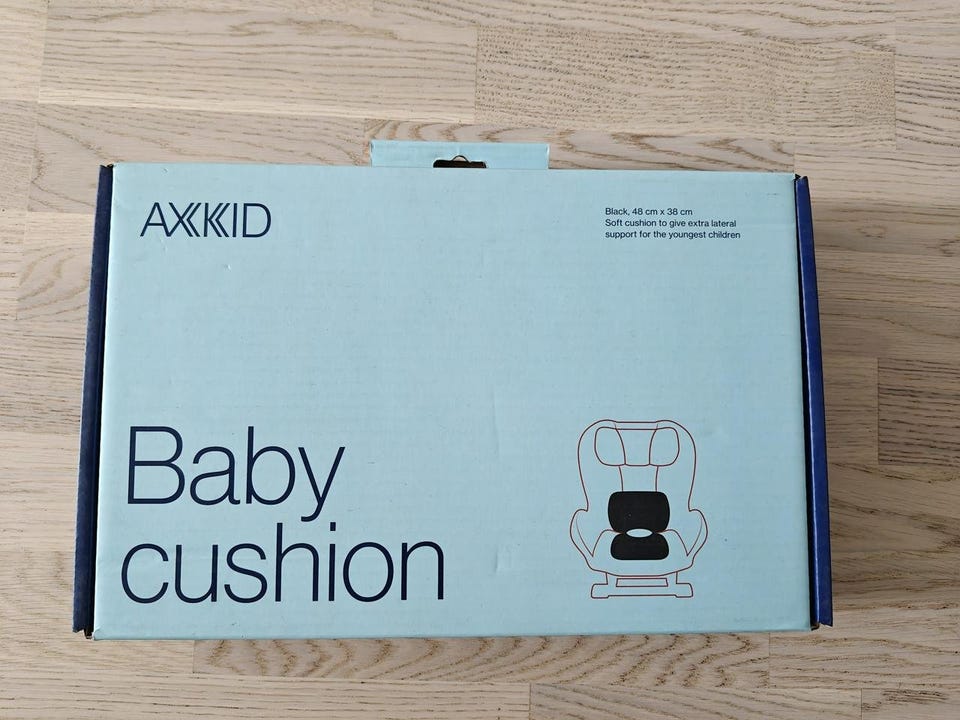 AXKID
Black, 48 cm x 38 cm
Soft cushion to give extra lateral
support for the youngest children
Baby
cushion